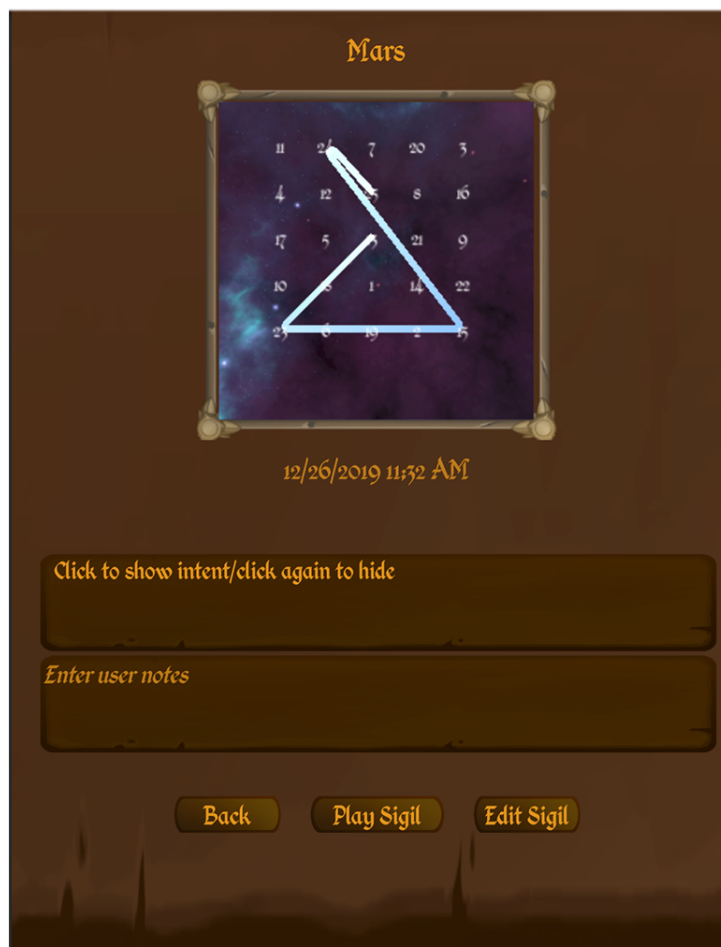 Mars
11 7 20 3
4 12 8 16
17 5 21 9
10 1 14 22
23 6 19 2 15
12/26/2019 11:32 AM
Click to show intent/click again to hide
Enter user notes
Back Play Sigil Edit Sigil